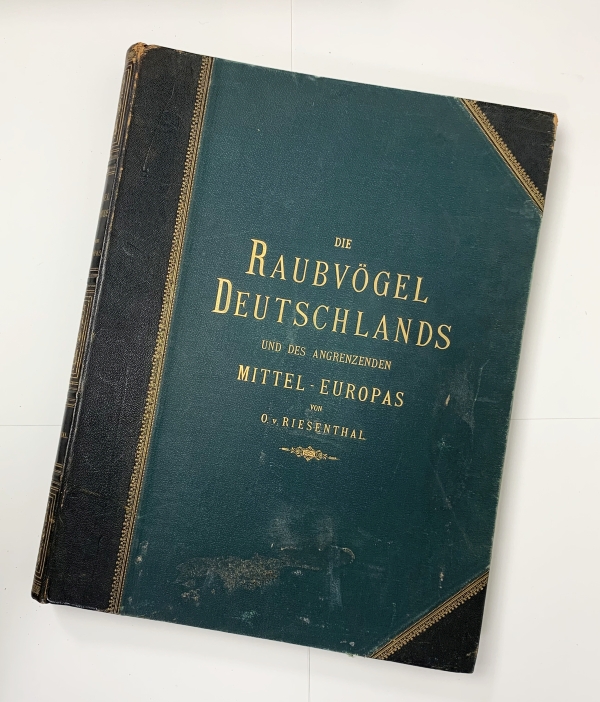 DIE
RAUBVÖGEL
DEUTSCHLANDS
UND DES ANGRENZENDEN
MITTEL-EUROPAS
VON
O. v. RIESENTHAL